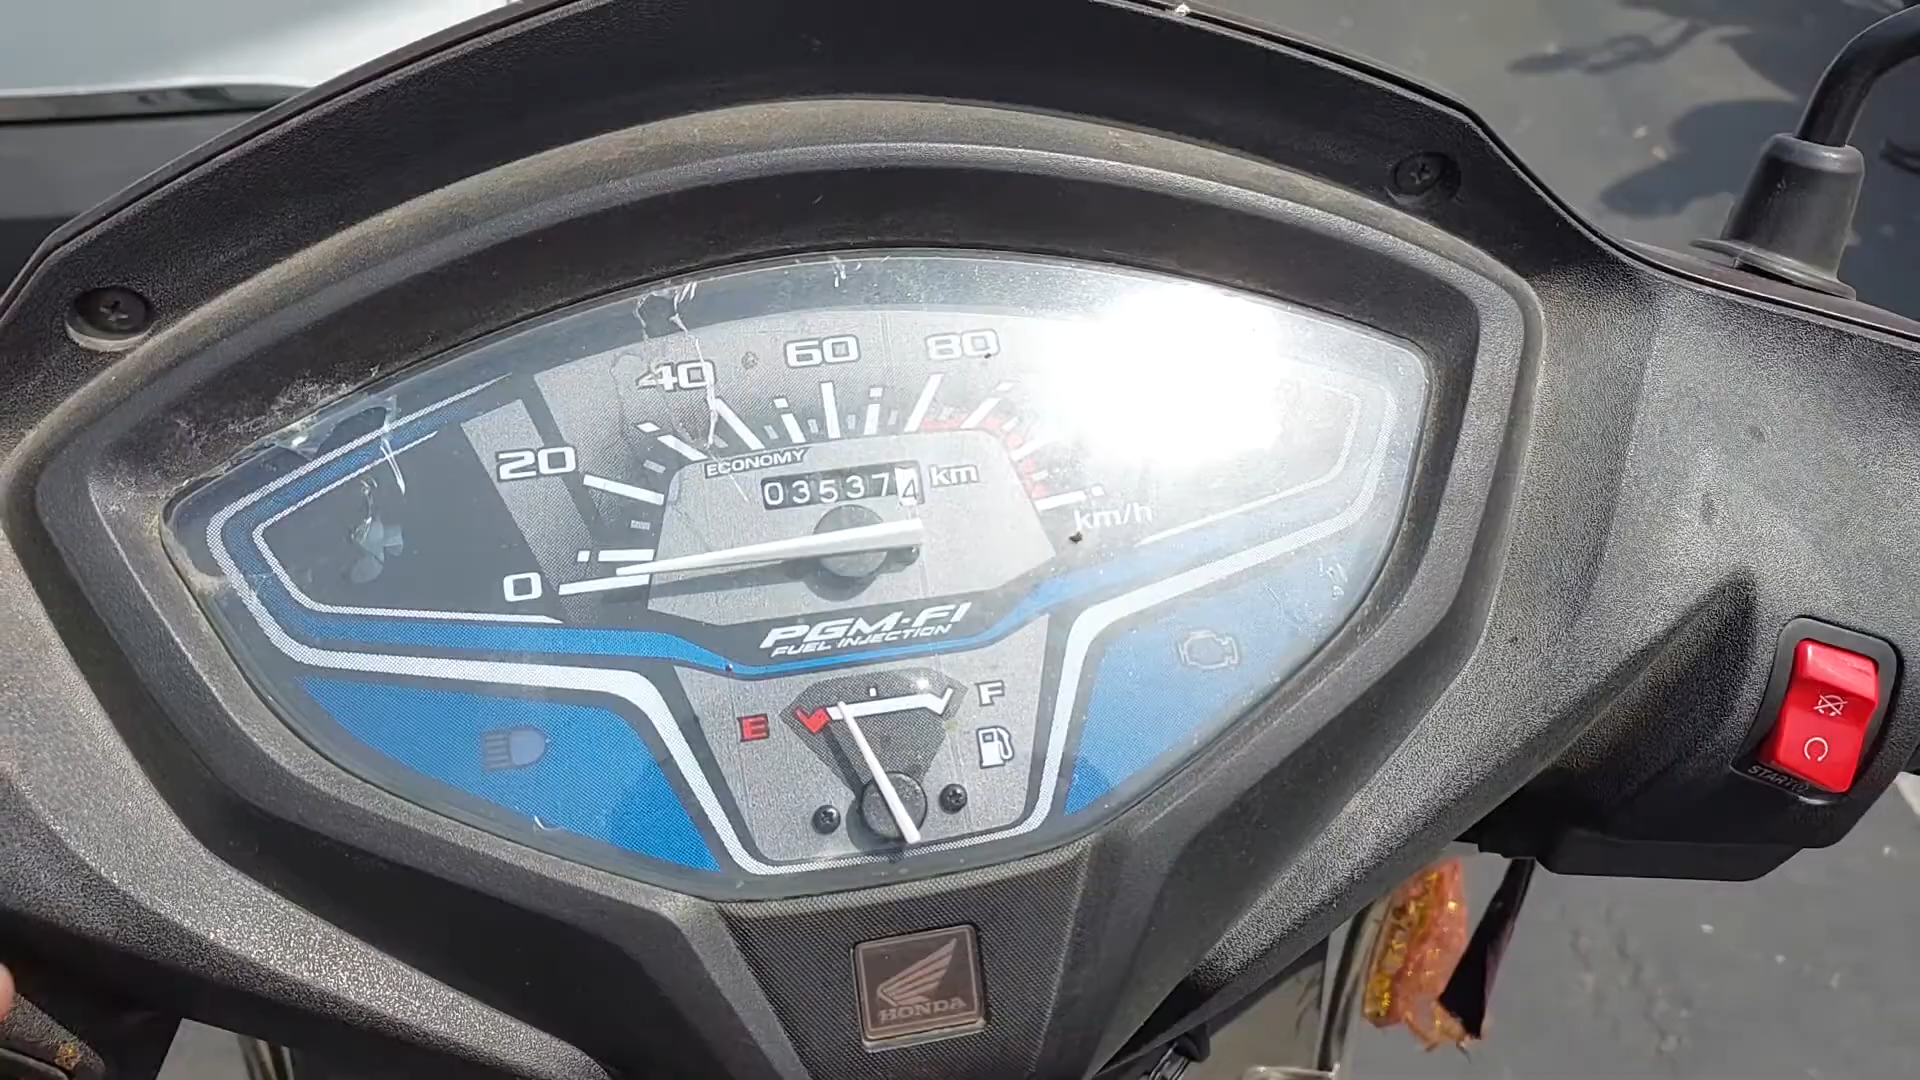 20
40
60
80
ECONOMY
035374 km
km/h
0
PGM-FI
FUEL INJECTION
E
F
HONDA